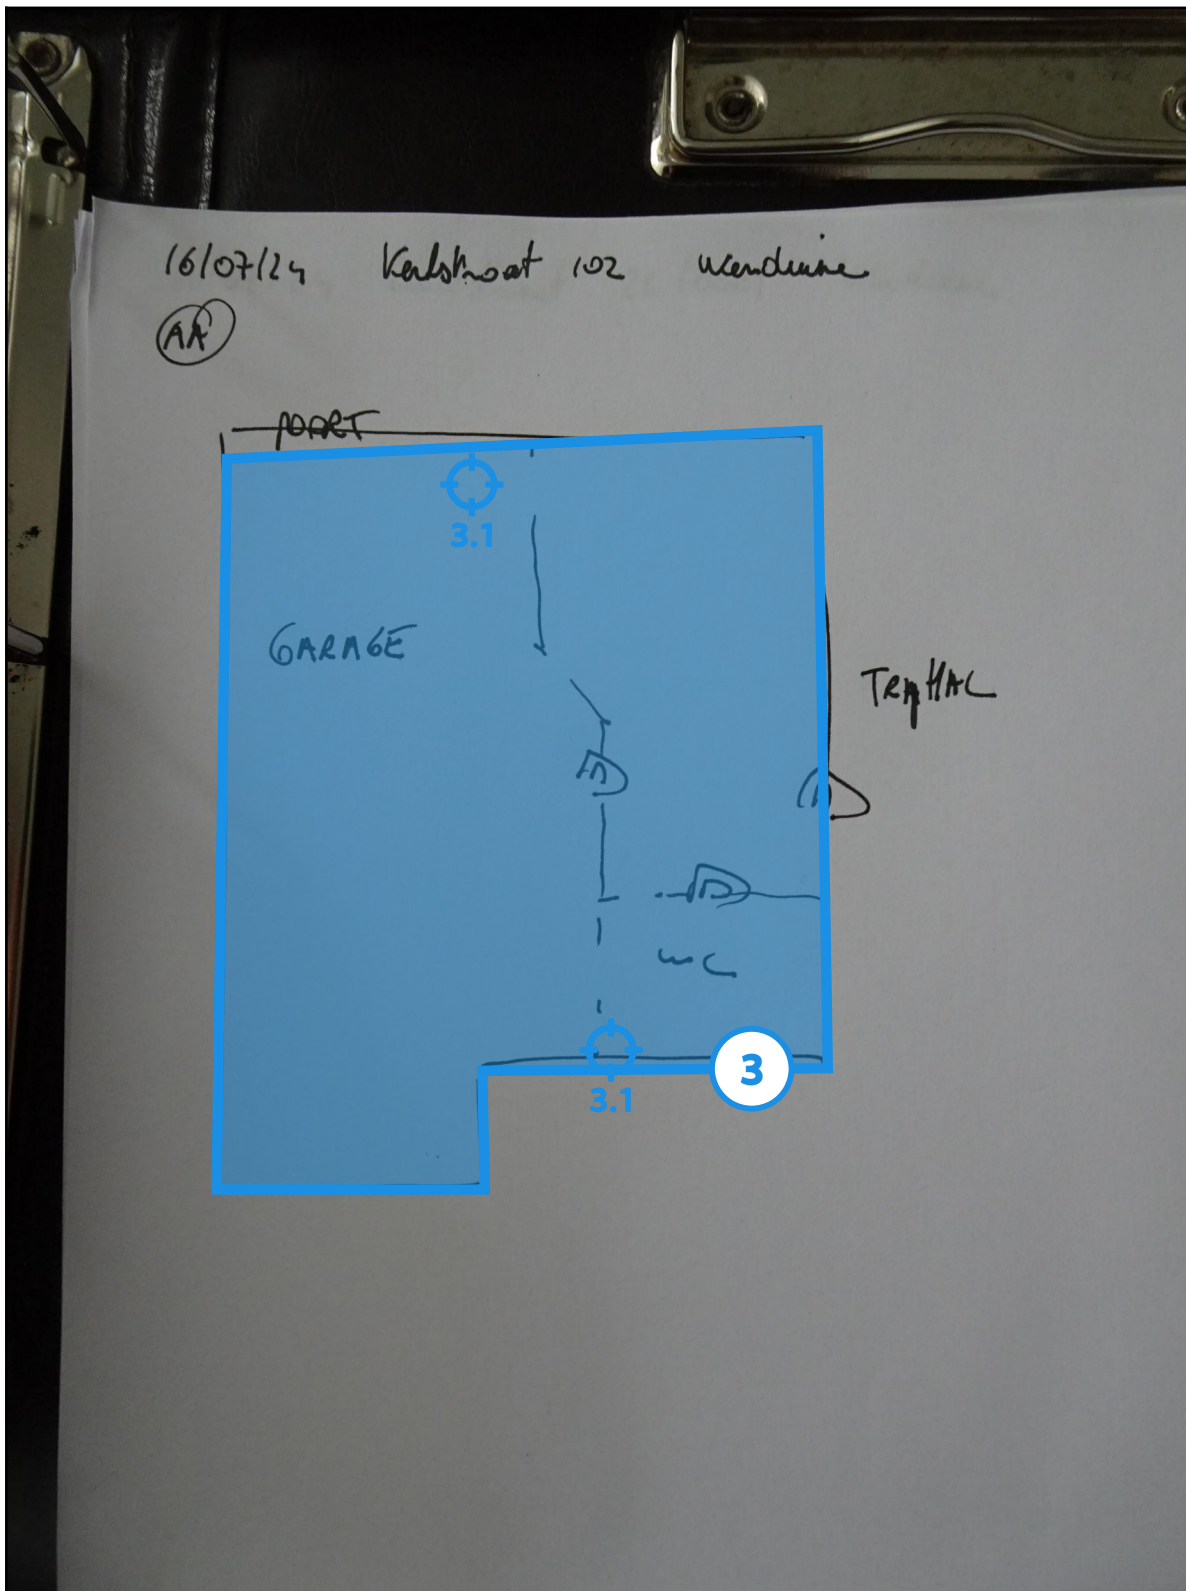 16/07/24 Kerkstraat 102 Wenduine
AA
POORT
3.1
GARAGE
TRAPHAL
WC
3
3.1